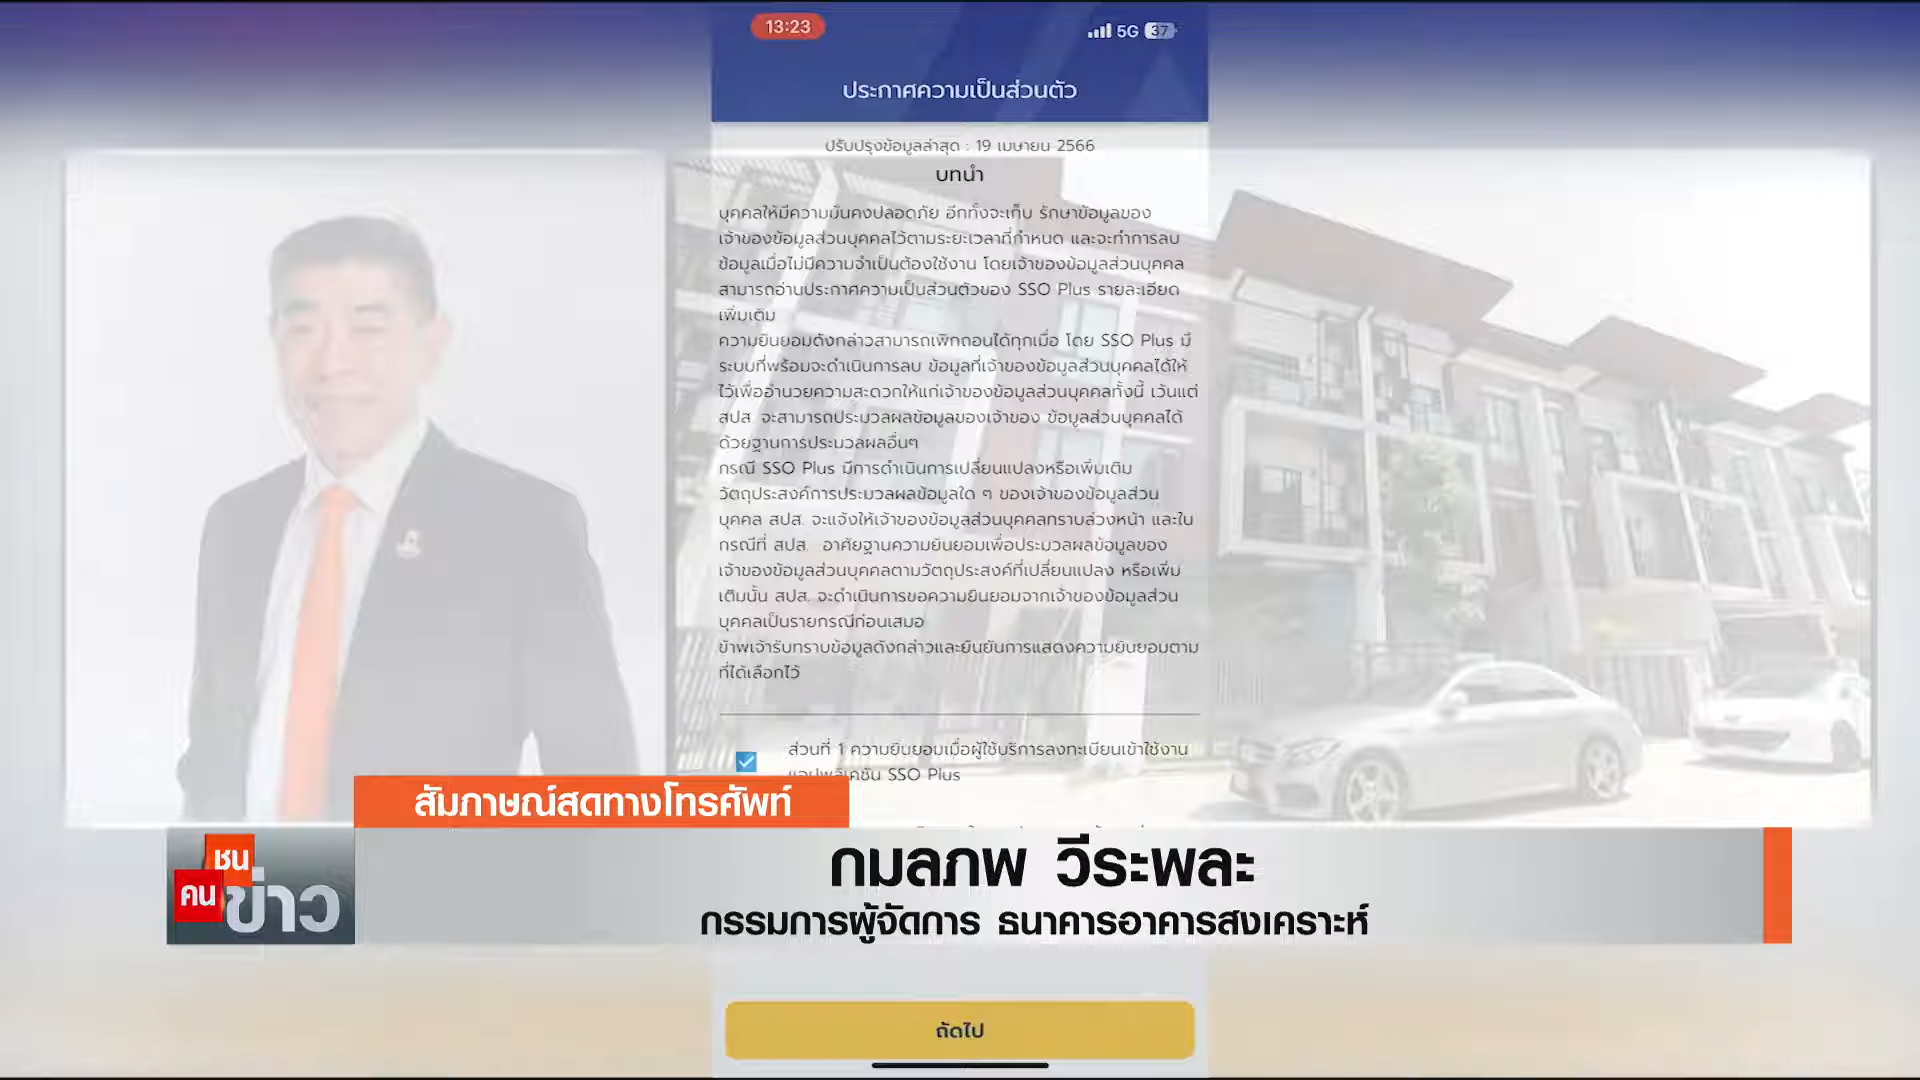 13:23
5G 37
ประกาศความเป็นส่วนตัว
ปรับปรุงข้อมูลล่าสุด : 19 เมษายน 2566
บทนำ
บุคคลให้มีความมั่นคงปลอดภัย อีกทั้งจะเก็บ รักษาข้อมูลของ
เจ้าของข้อมูลส่วนบุคคลไว้ตามระยะเวลาที่กำหนด และจะทำการลบ
ข้อมูลเมื่อไม่มีความจำเป็นต้องใช้งาน โดยเจ้าของข้อมูลส่วนบุคคล
สามารถอ่านประกาศความเป็นส่วนตัวของ SSO Plus รายละเอียด
เพิ่มเติม
ความยินยอมดังกล่าวสามารถเพิกถอนได้ทุกเมื่อ โดย SSO Plus มี
ระบบที่พร้อมจะดำเนินการลบ ข้อมูลที่เจ้าของข้อมูลส่วนบุคคลได้ให้
ไว้เพื่ออำนวยความสะดวกให้แก่เจ้าของข้อมูลส่วนบุคคลทั้งนี้ เว้นแต่
สปส. จะสามารถประมวลผลข้อมูลของเจ้าของ ข้อมูลส่วนบุคคลได้
ด้วยฐานการประมวลผลอื่นๆ
กรณี SSO Plus มีการดำเนินการเปลี่ยนแปลงหรือเพิ่มเติม
วัตถุประสงค์การประมวลผลข้อมูลใด ๆ ของเจ้าของข้อมูลส่วน
บุคคล สปส. จะแจ้งให้เจ้าของข้อมูลส่วนบุคคลทราบล่วงหน้า และใน
กรณีที่ สปส. อาศัยฐานความยินยอมเพื่อประมวลผลข้อมูลของ
เจ้าของข้อมูลส่วนบุคคลตามวัตถุประสงค์ที่เปลี่ยนแปลง หรือเพิ่ม
เติมนั้น สปส. จะดำเนินการขอความยินยอมจากเจ้าของข้อมูลส่วน
บุคคลเป็นรายกรณีก่อนเสมอ
ข้าพเจ้ารับทราบข้อมูลดังกล่าวและยืนยันการแสดงความยินยอมตาม
ที่ได้เลือกไว้
ส่วนที่ 1 ความยินยอมเมื่อผู้ใช้บริการลงทะเบียนเข้าใช้งาน
แอปพลิเคชัน SSO Plus
สัมภาษณ์สดทางโทรศัพท์
ชน
คน
ข่าว
กมลภพ วีระพละ
กรรมการผู้จัดการ ธนาคารอาคารสงเคราะห์
ถัดไป